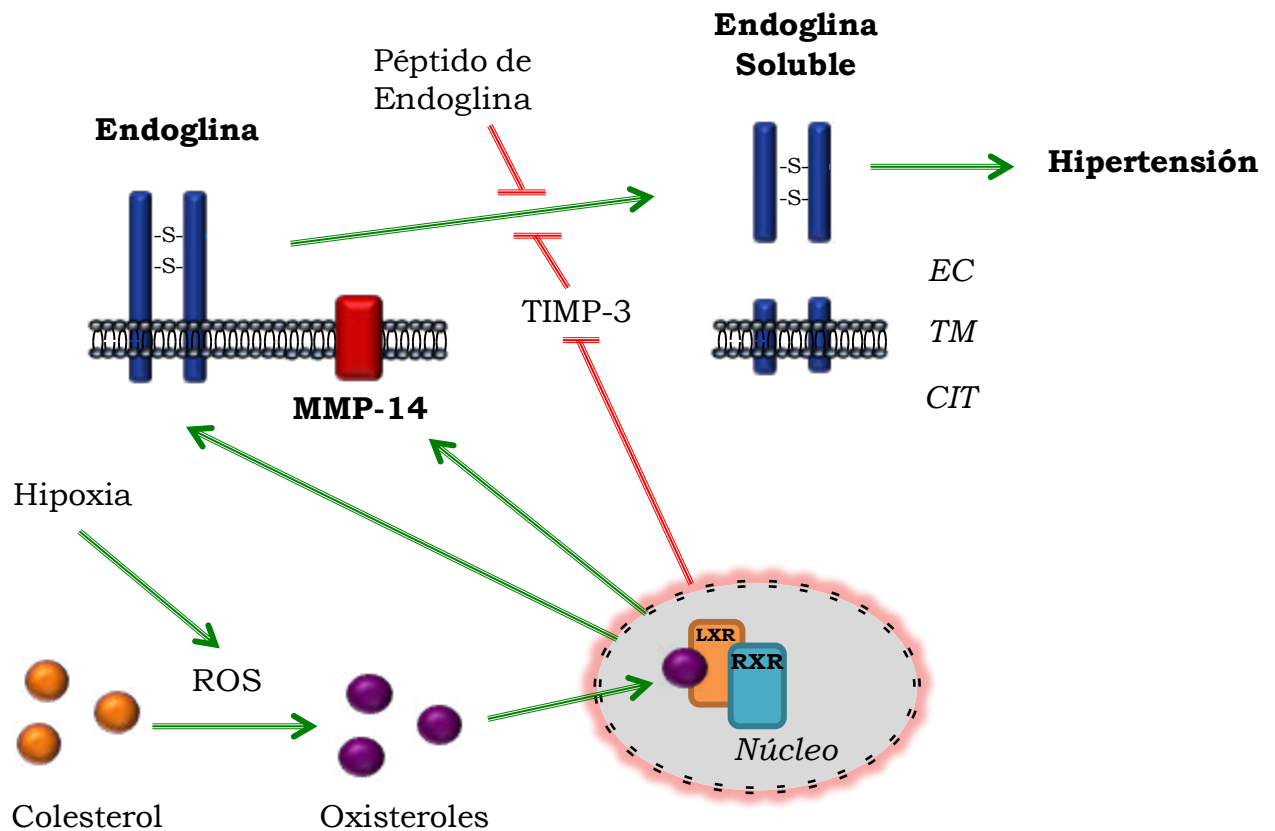 Endoglina
Soluble
Péptido de
Endoglina
Endoglina
Hipertensión
-S-
-S-
-S-
-S-
EC
TIMP-3
TM
CIT
MMP-14
Hipoxia
LXR
RXR
ROS
Núcleo
Colesterol
Oxisteroles